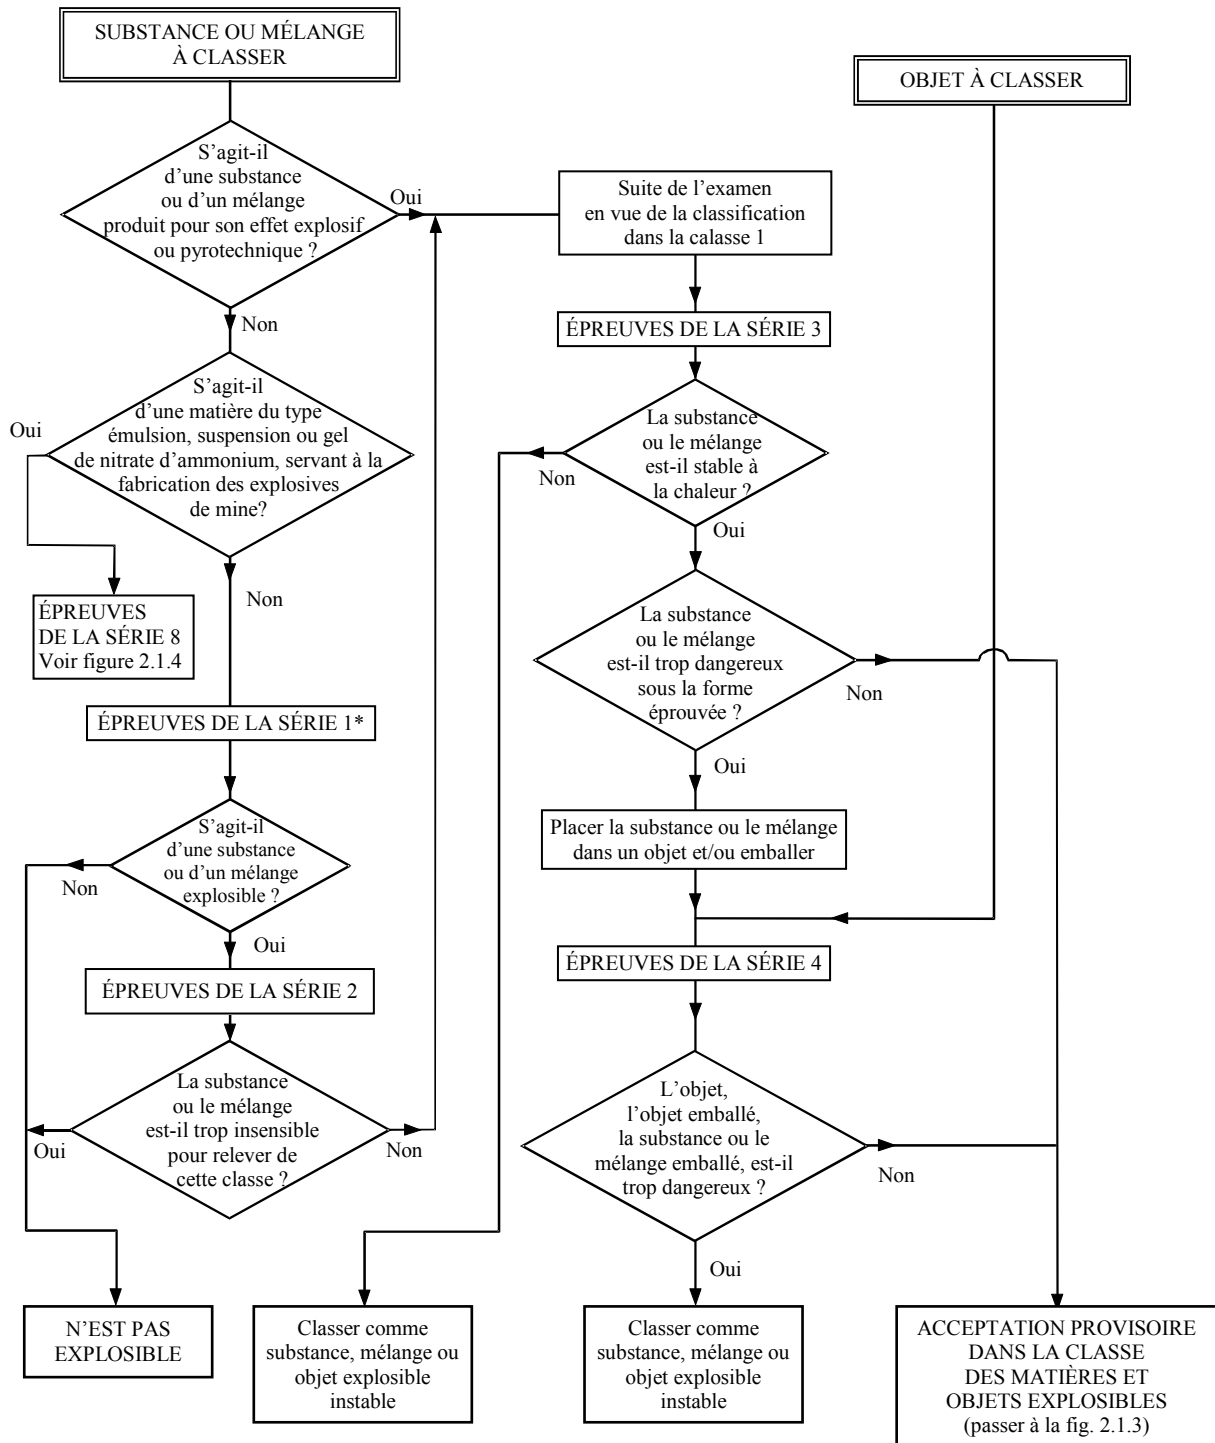 SUBSTANCE OU MÉLANGE
À CLASSER
OBJET À CLASSER
S’agit-il
d’une substance
ou d’un mélange
produit pour son effet explosif
ou pyrotechnique ?
Oui
Non
Suite de l’examen
en vue de la classification
dans la calasse 1
ÉPREUVES DE LA SÉRIE 3
S’agit-il
d’une matière du type
émulsion, suspension ou gel
de nitrate d’ammonium, servant à la
fabrication des explosives
de mine?
Oui
Non
ÉPREUVES
DE LA SÉRIE 8
Voir figure 2.1.4
La substance
ou le mélange
est-il stable à
la chaleur ?
Non
Oui
La substance
ou le mélange
est-il trop dangereux
sous la forme
éprouvée ?
Non
Oui
ÉPREUVES DE LA SÉRIE 1*
S’agit-il
d’une substance
ou d’un mélange
explosible ?
Non
Oui
Placer la substance ou le mélange
dans un objet et/ou emballer
ÉPREUVES DE LA SÉRIE 2
ÉPREUVES DE LA SÉRIE 4
La substance
ou le mélange
est-il trop insensible
pour relever de
cette classe ?
Oui
Non
L’objet,
l’objet emballé,
la substance ou le
mélange emballé, est-il
trop dangereux ?
Non
Oui
N’EST PAS
EXPLOSIBLE
Classer comme
substance, mélange ou
objet explosible
instable
Classer comme
substance, mélange ou
objet explosible
instable
ACCEPTATION PROVISOIRE
DANS LA CLASSE
DES MATIÈRES ET
OBJETS EXPLOSIBLES
(passer à la fig. 2.1.3)